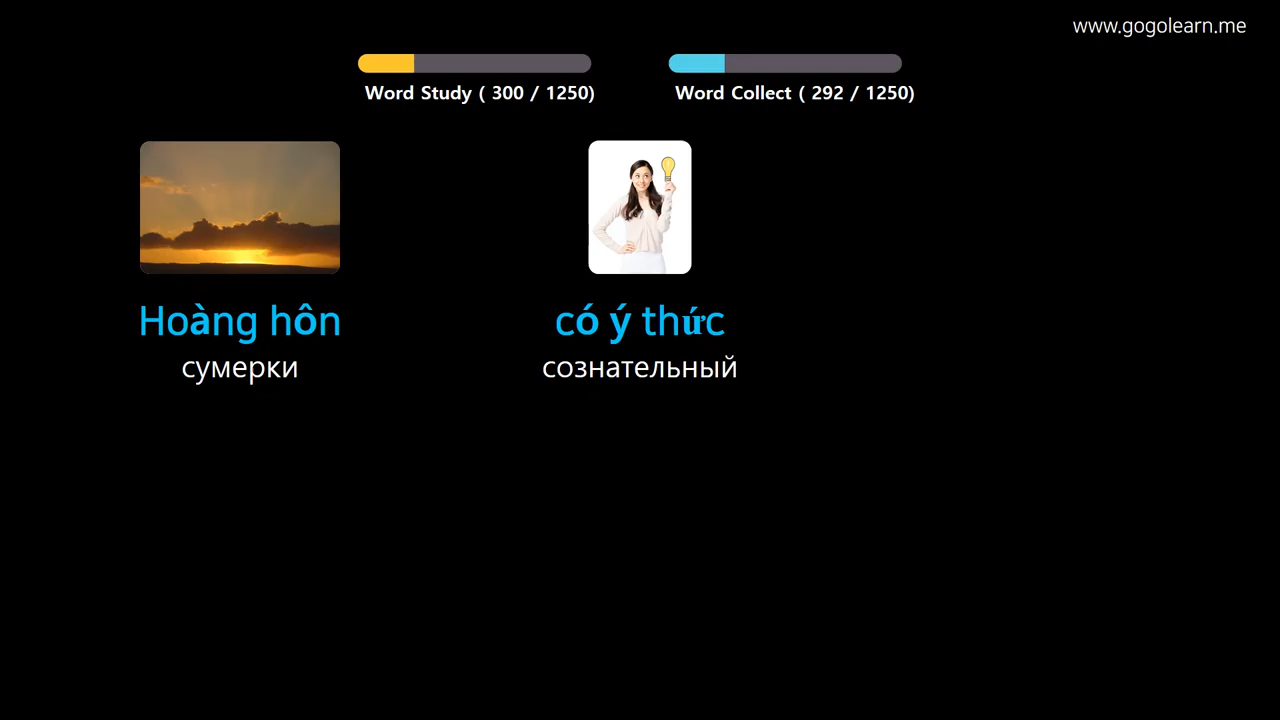 www.gogolearn.me
Word Study ( 300 / 1250)
Word Collect ( 292 / 1250)
Hoàng hôn
có ý thức
сумерки
сознательный